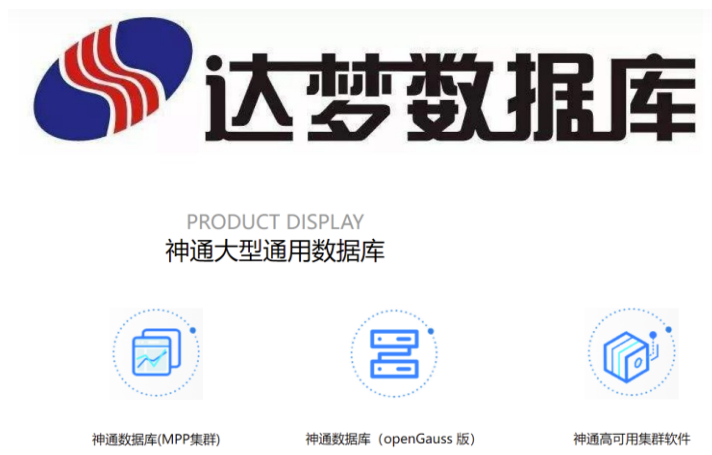 达梦数据库
PRODUCT DISPLAY
神通大型通用数据库
神通数据库(MPP集群)
神通数据库（openGauss 版）
神通高可用集群软件